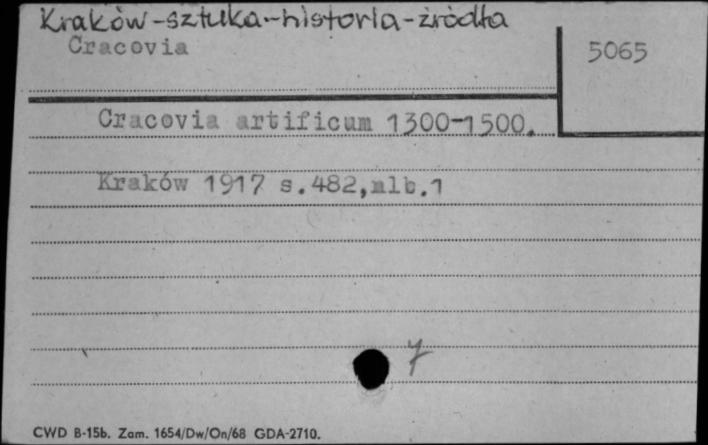 Kraków-sztuka-historia-źródła
Cracovia
5065
Cracovia artificum 1300-1500.
Kraków 1917 s.482,nlb.1
7
CWD B-15b. Zam. 1654/Dw/On/68 GDA-2710.